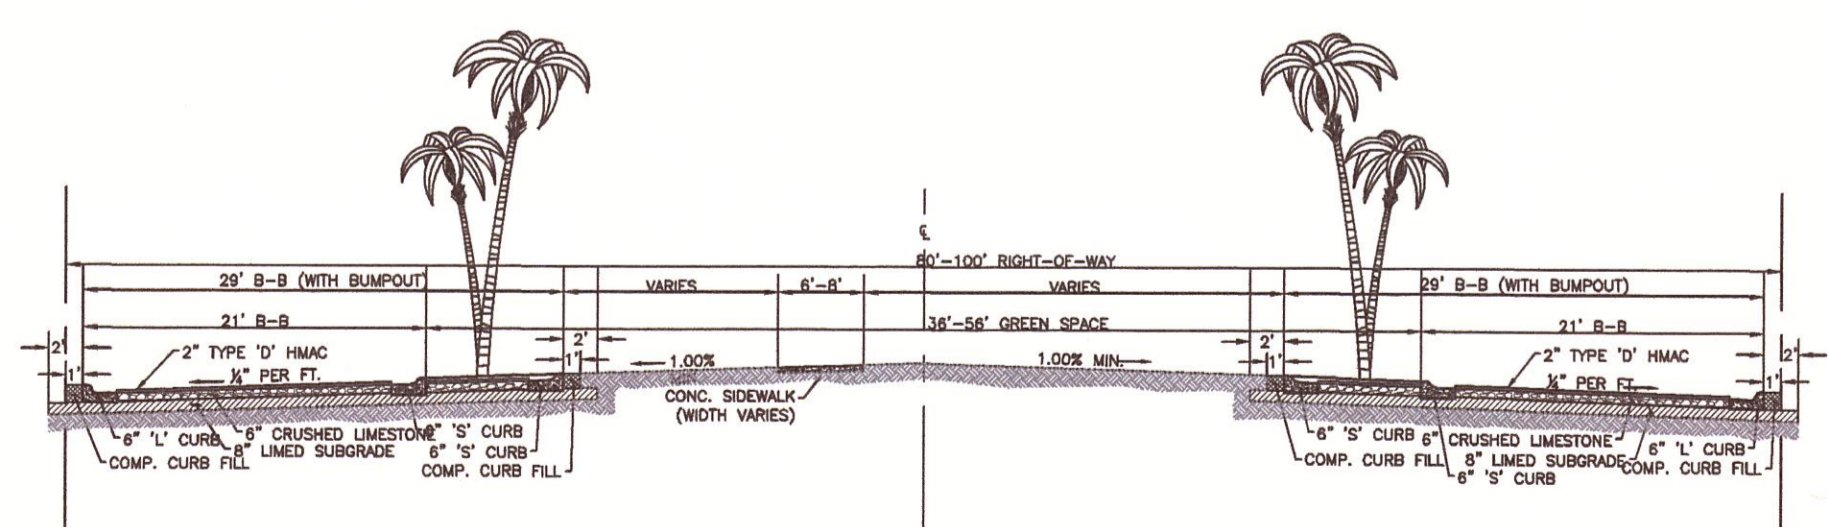 ℄
80'-100' RIGHT-OF-WAY
29' B-B (WITH BUMPOUT)
VARIES
6'-8'
VARIES
29' B-B (WITH BUMPOUT)
21' B-B
36'-56' GREEN SPACE
21' B-B
2'
2'
2'
2'
1'
1'
1'
1'
2" TYPE 'D' HMAC
1.00%
1.00% MIN.
2" TYPE 'D' HMAC
¼" PER FT.
¼" PER FT.
CONC. SIDEWALK
(WIDTH VARIES)
6" 'L' CURB
6" CRUSHED LIMESTONE
6" 'S' CURB
COMP. CURB FILL
8" LIMED SUBGRADE
6" 'S' CURB
COMP. CURB FILL
6" 'S' CURB
6" CRUSHED LIMESTONE
6" 'L' CURB
COMP. CURB FILL
8" LIMED SUBGRADE
COMP. CURB FILL
6" 'S' CURB